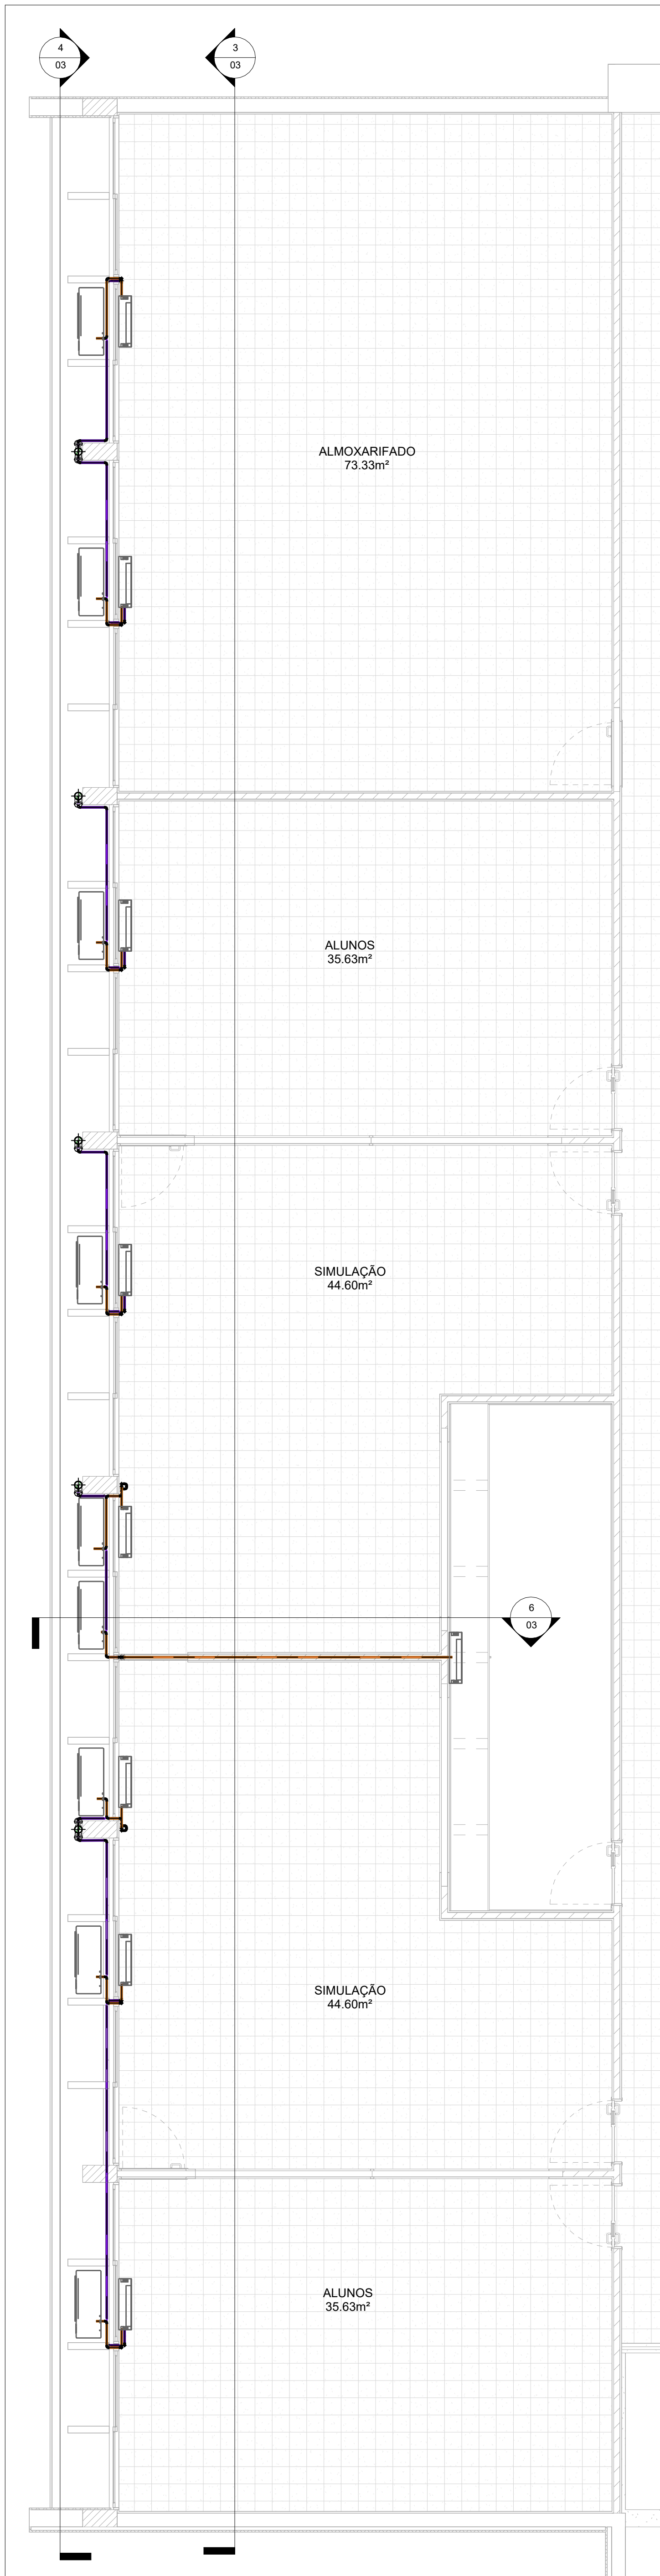 4
03
3
03
ALMOXARIFADO
73.33m²
ALUNOS
35.63m²
SIMULAÇÃO
44.60m²
6
03
SIMULAÇÃO
44.60m²
ALUNOS
35.63m²